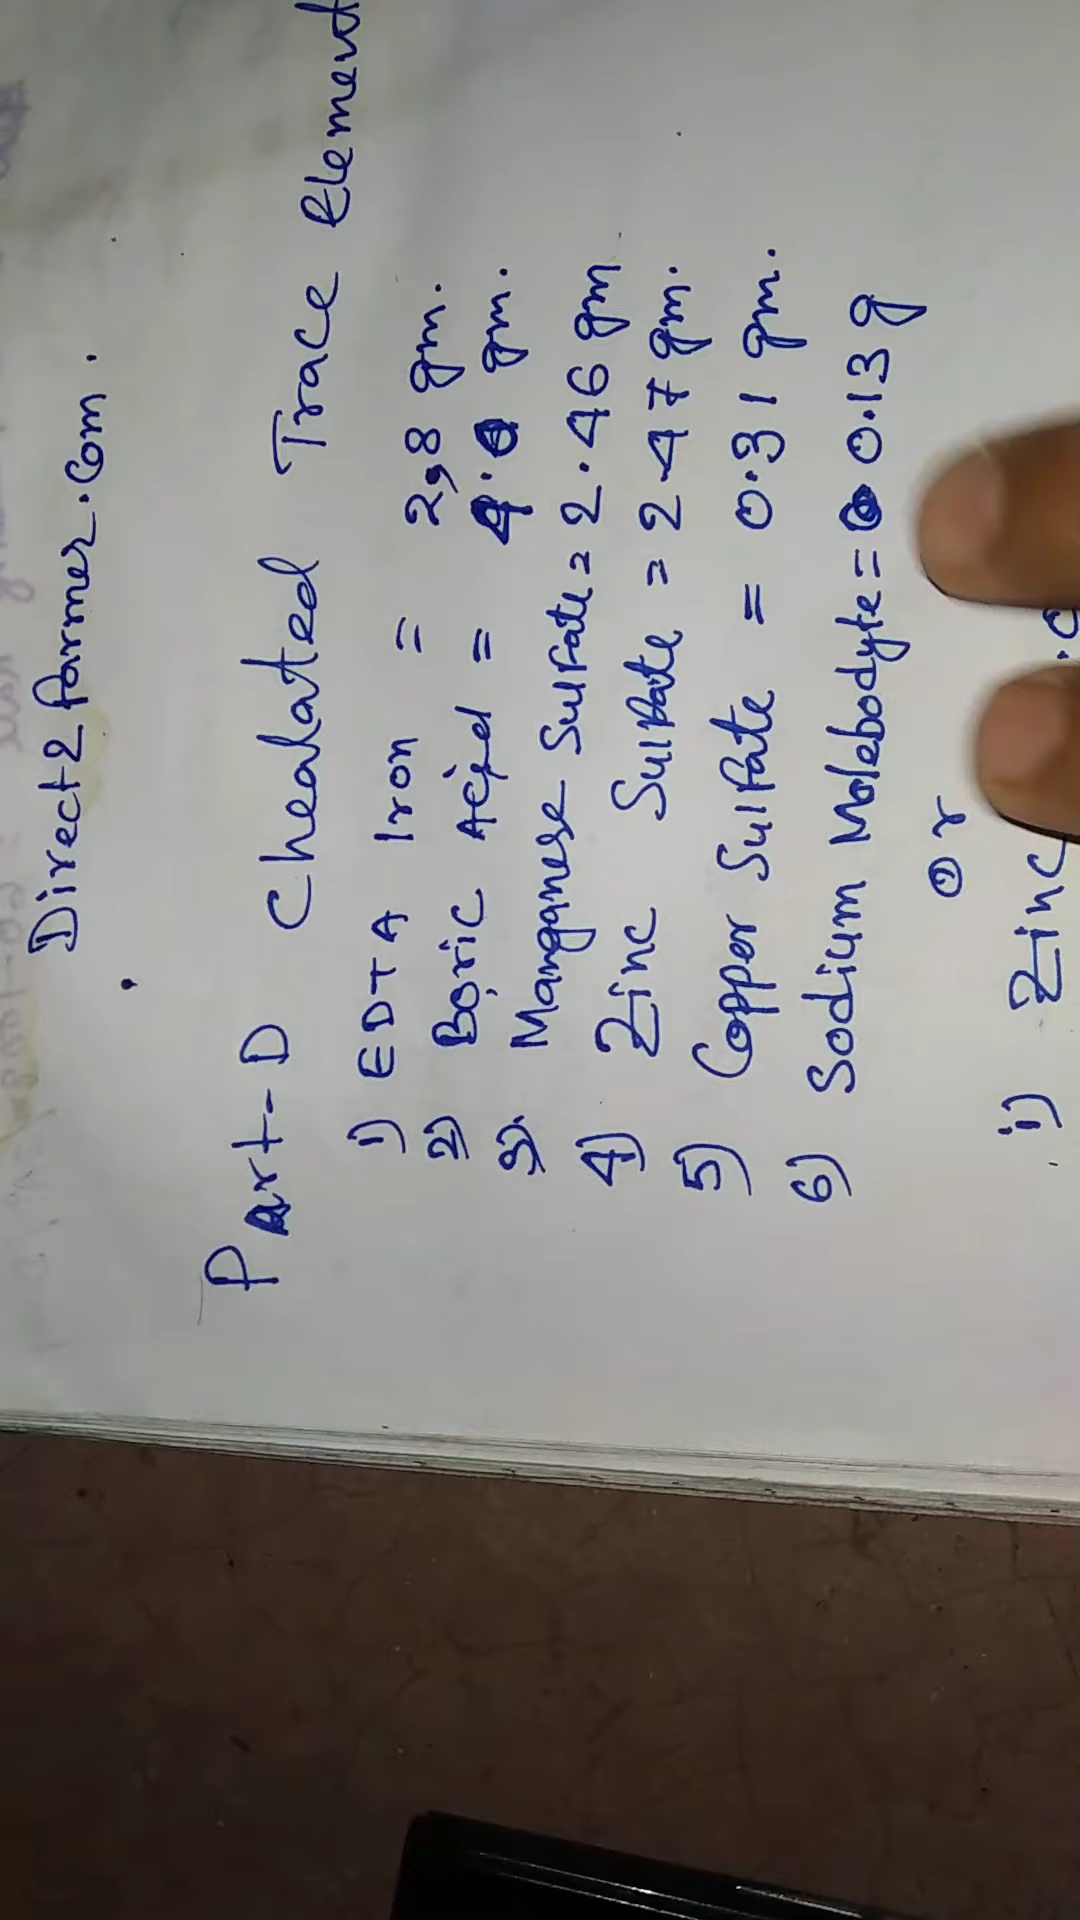 Direct2farmer.Com.
Part-D Chealated Trace Element
1) EDTA Iron = 2,8 gm.
2) Boric Acid = 4.0 gm.
3) Manganese Sulfate = 2.46 gm
4) Zinc Sulfate = 2.47 gm.
5) Copper Sulfate = 0.31 gm.
6) Sodium Molebodyte = 0.13 g
Or
i) Zinc